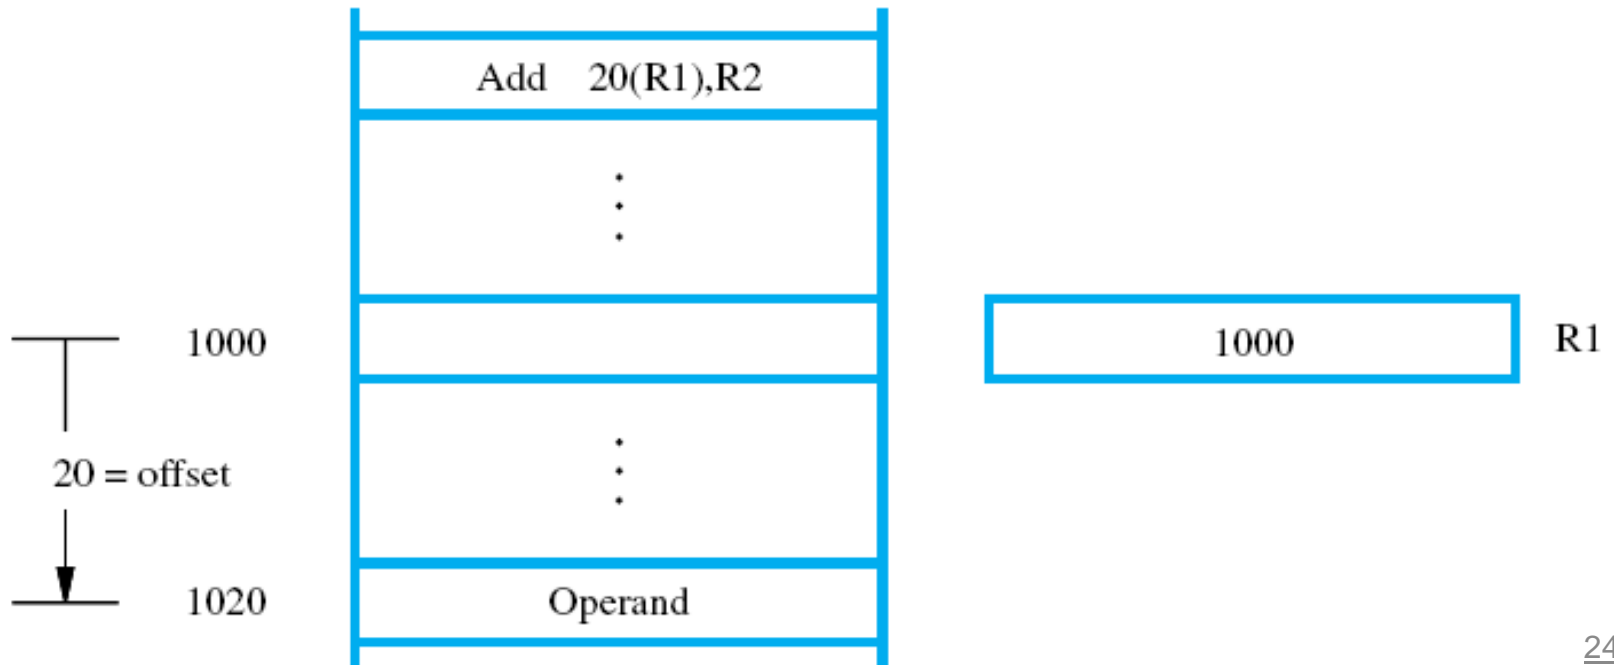 Add 20(R1),R2
1000
1000
R1
20 = offset
1020
Operand
24